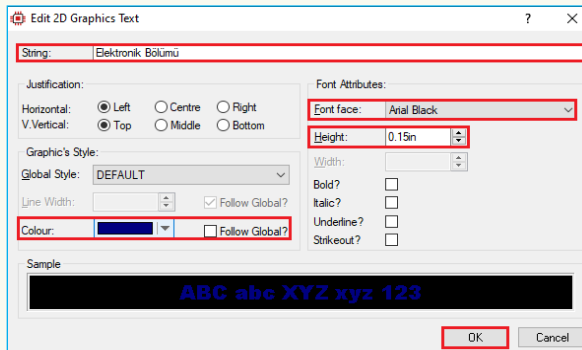 Edit 2D Graphics Text ? ×
String: Elektronik Bölümü
Justification:
Horizontal: Left Centre Right
V.Vertical: Top Middle Bottom
Graphic's Style:
Global Style: DEFAULT
Line Width: Follow Global?
Colour: Follow Global?
Font Attributes:
Font face: Arial Black
Height: 0.15in
Width:
Bold?
Italic?
Underline?
Strikeout?
Sample
ABC abc XYZ xyz 123
OK Cancel